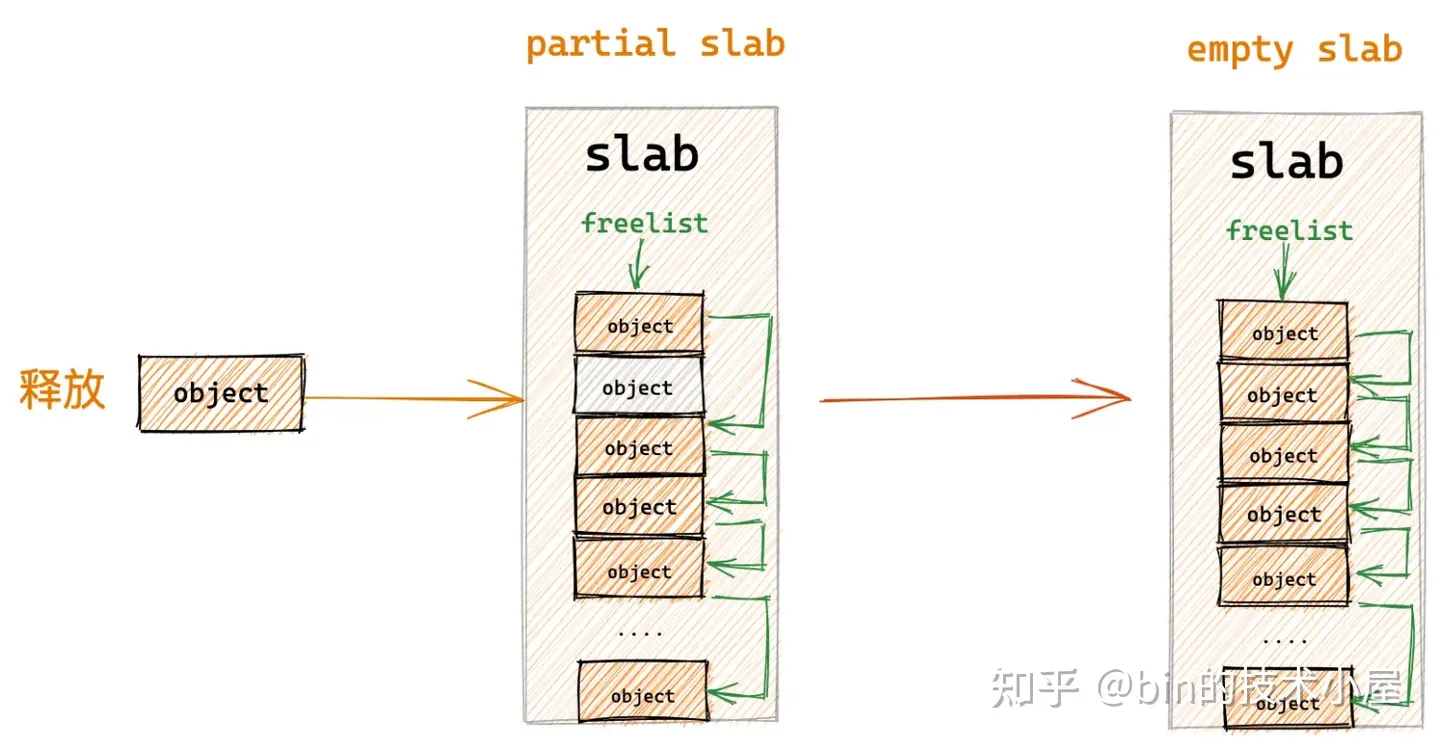 partial slab
empty slab
slab
slab
freelist
freelist
释放
object
object
object
object
object
object
....
object
object
object
object
object
object
....
object
知乎 @bin的技术小屋